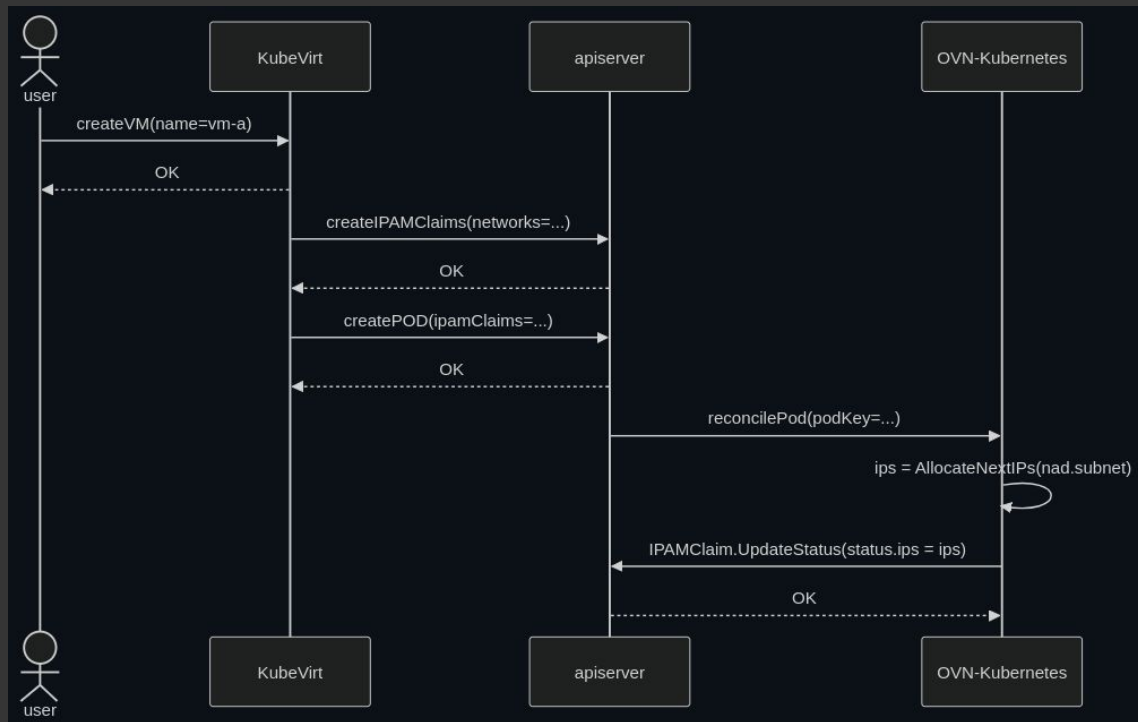 user
KubeVirt
apiserver
OVN-Kubernetes
createVM(name=vm-a)
OK
createIPAMClaims(networks=...)
OK
createPOD(ipamClaims=...)
OK
reconcilePod(podKey=...)
ips = AllocateNextIPs(nad.subnet)
IPAMClaim.UpdateStatus(status.ips = ips)
OK
user
KubeVirt
apiserver
OVN-Kubernetes